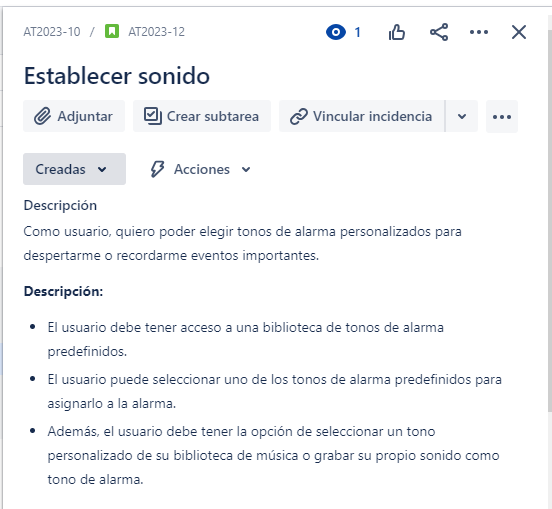 AT2023-10 / AT2023-12 1
Establecer sonido
Adjuntar Crear subtarea Vincular incidencia
Creadas Acciones
Descripción
Como usuario, quiero poder elegir tonos de alarma personalizados para
despertarme o recordarme eventos importantes.
Descripción:
• El usuario debe tener acceso a una biblioteca de tonos de alarma
predefinidos.
• El usuario puede seleccionar uno de los tonos de alarma predefinidos para
asignarlo a la alarma.
• Además, el usuario debe tener la opción de seleccionar un tono
personalizado de su biblioteca de música o grabar su propio sonido como
tono de alarma.